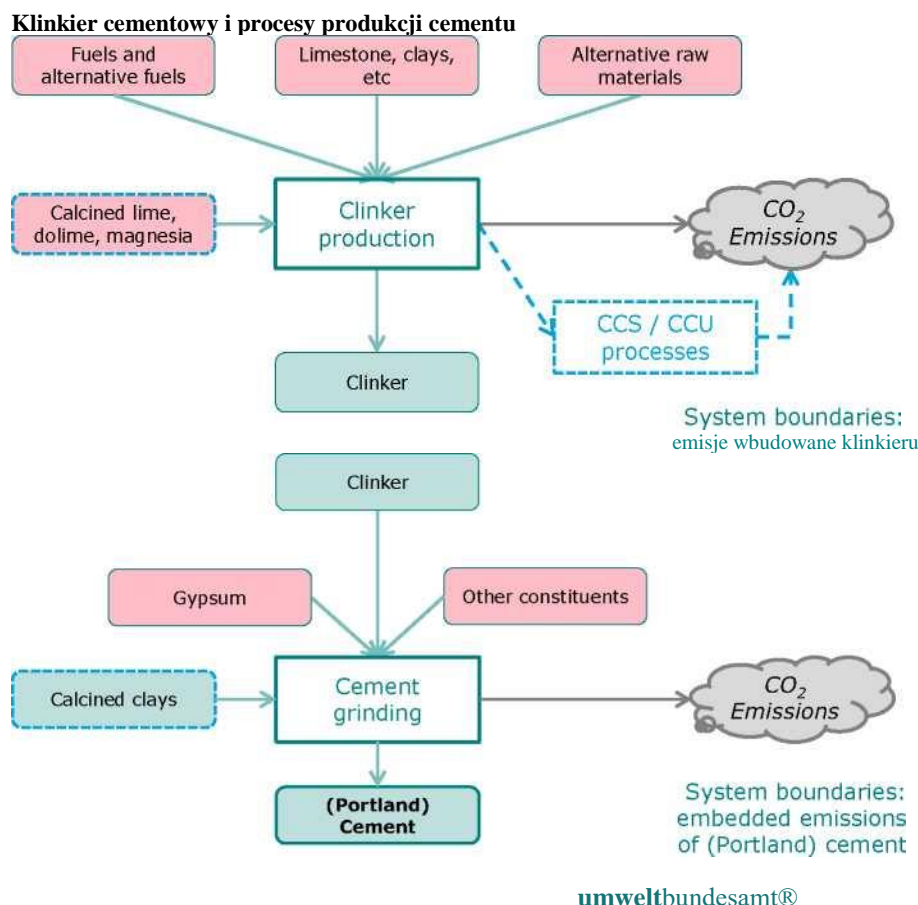 Klinkier cementowy i procesy produkcji cementu
Fuels and
alternative fuels
Limestone, clays,
etc
Alternative raw
materials
Calcined lime,
dolime, magnesia
Clinker
production
CO2
Emissions
CCS / CCU
processes
Clinker
System boundaries:
emisje wbudowane klinkieru
Clinker
Gypsum
Other constituents
Calcined clays
Cement
grinding
CO2
Emissions
(Portland)
Cement
System boundaries:
embedded emissions
of (Portland) cement
umweltbundesamt®